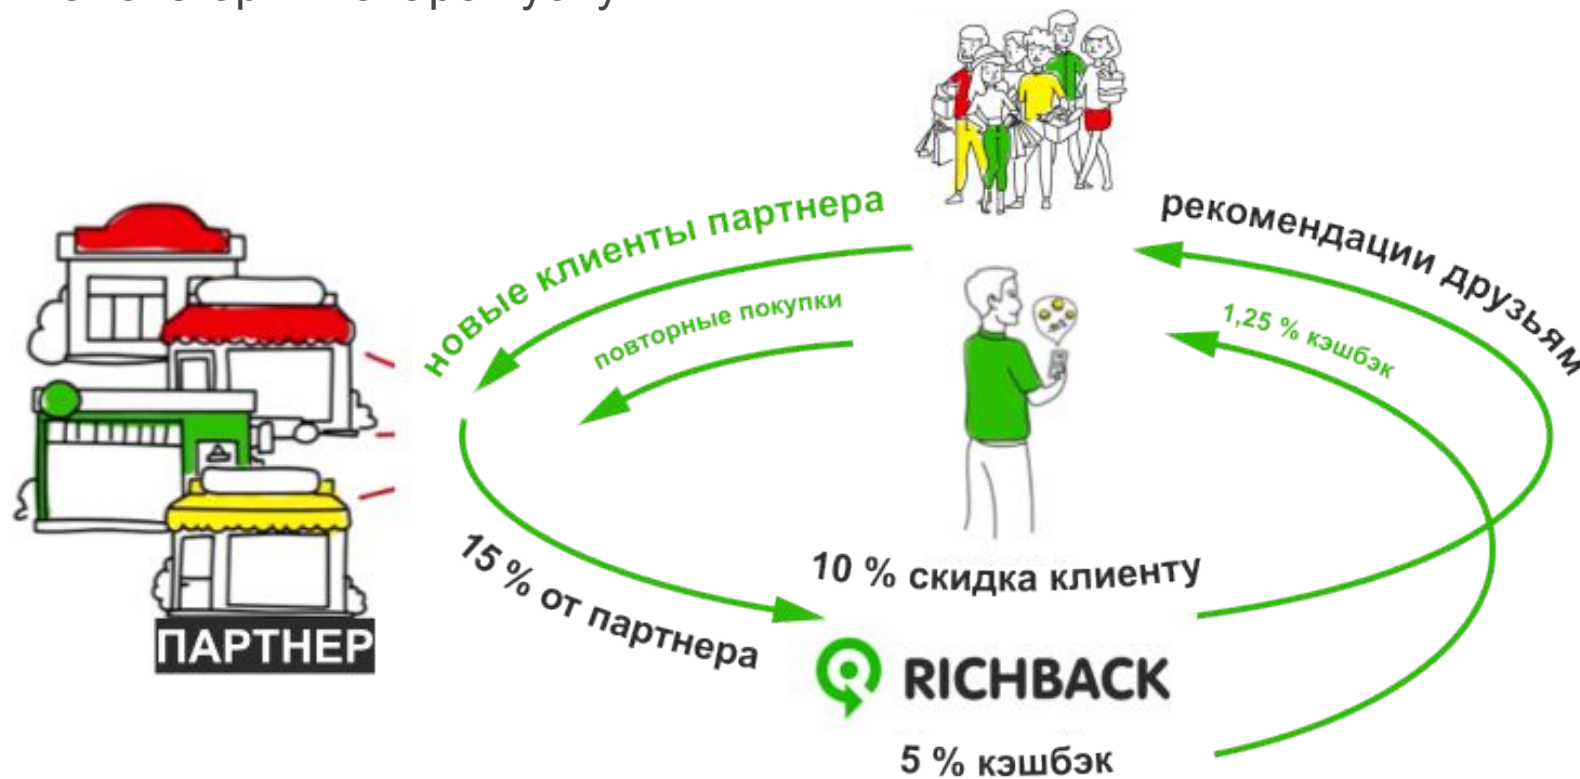 новые клиенты партнера
рекомендации друзьям
повторные покупки
1,25 % кэшбэк
15 % от партнера
10 % скидка клиенту
ПАРТНЕР
RICHBACK
5 % кэшбэк